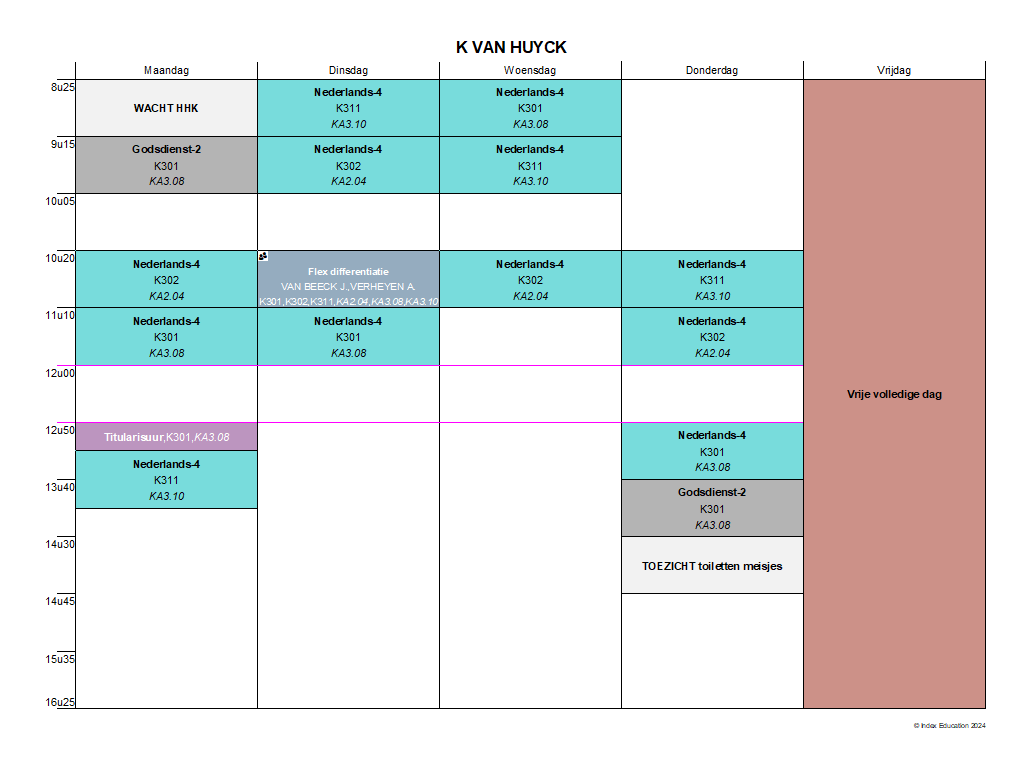 K VAN HUYCK
Maandag
Dinsdag
Woensdag
Donderdag
Vrijdag
8u25
9u15
10u05
10u20
11u10
12u00
12u50
13u40
14u30
14u45
15u35
16u25
WACHT HHK
Godsdienst-2
K301
KA3.08
Nederlands-4
K302
KA2.04
Nederlands-4
K301
KA3.08
Titularisuur,K301,KA3.08
Nederlands-4
K311
KA3.10
Nederlands-4
K311
KA3.10
Nederlands-4
K302
KA2.04
Flex differentiatie
VAN BEECK J.,VERHEYEN A.
K301,K302,K311,KA2.04,KA3.08,KA3.10
Nederlands-4
K301
KA3.08
Nederlands-4
K301
KA3.08
Nederlands-4
K311
KA3.10
Nederlands-4
K302
KA2.04
Nederlands-4
K311
KA3.10
Nederlands-4
K302
KA2.04
Nederlands-4
K301
KA3.08
Godsdienst-2
K301
KA3.08
TOEZICHT toiletten meisjes
Vrije volledige dag
© Index Education 2024